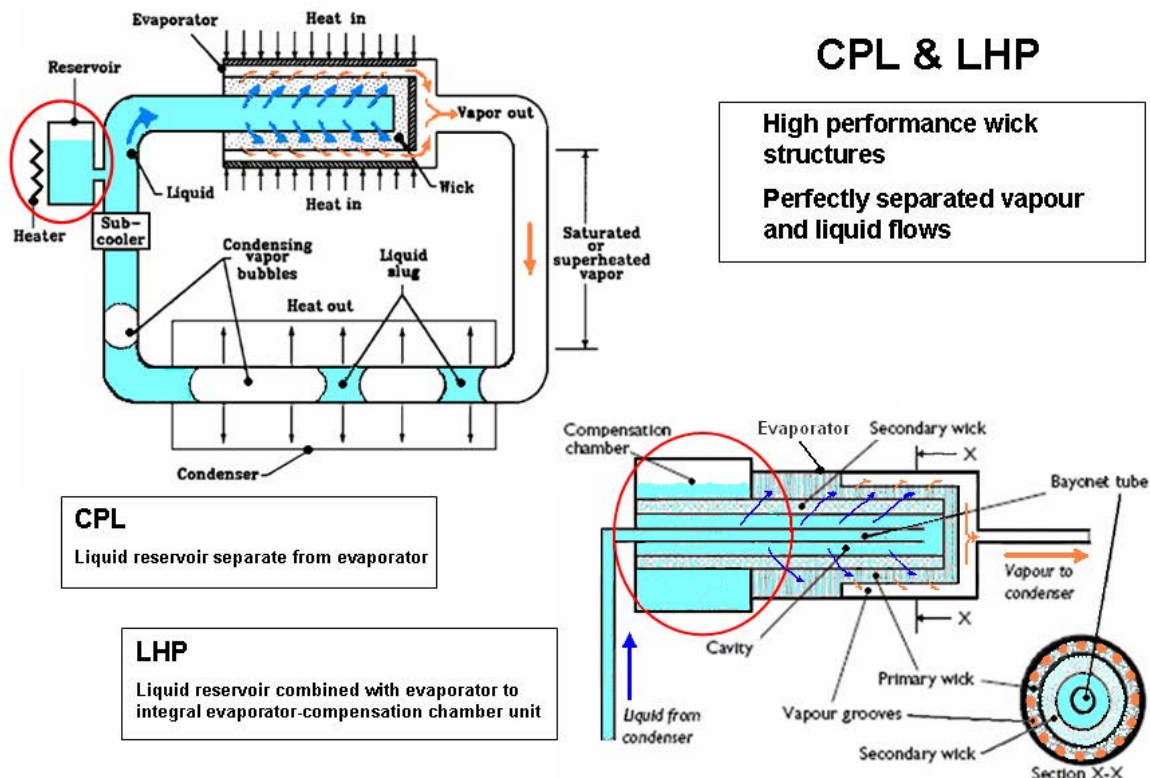 CPL & LHP
High performance wick
structures
Perfectly separated vapour
and liquid flows
Evaporator
Heat in
Reservoir
Vapor out
Liquid
Wick
Heater
Sub-
cooler
Heat in
Condensing
vapor
bubbles
Liquid
slug
Saturated
or
superheated
vapor
Heat out
Condenser
CPL
Liquid reservoir separate from evaporator
LHP
Liquid reservoir combined with evaporator to
integral evaporator-compensation chamber unit
Compensation
chamber
Evaporator
Secondary wick
X
Bayonet tube
Vapour to
condenser
X
Cavity
Primary wick
Vapour grooves
Liquid from
condenser
Secondary wick
Section X-X